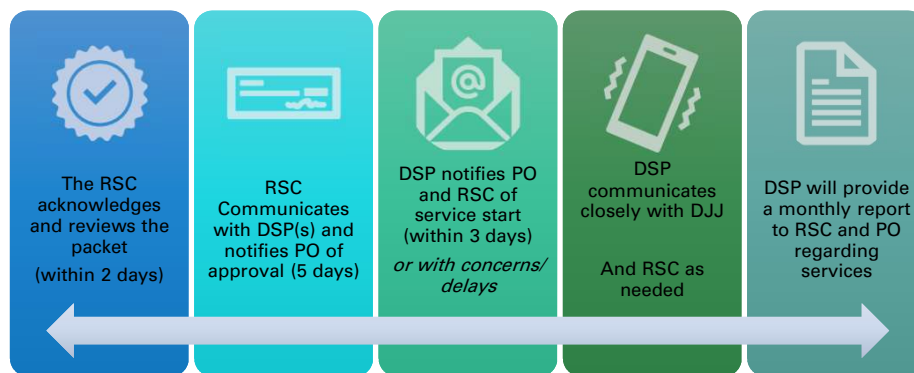 The RSC
acknowledges
and reviews the
packet
(within 2 days)
RSC
Communicates
with DSP(s) and
notifies PO of
approval (5 days)
@
DSP notifies PO
and RSC of
service start
(within 3 days)
or with concerns/
delays
DSP
communicates
closely with DJJ
And RSC as
needed
DSP will provide
a monthly report
to RSC and PO
regarding
services